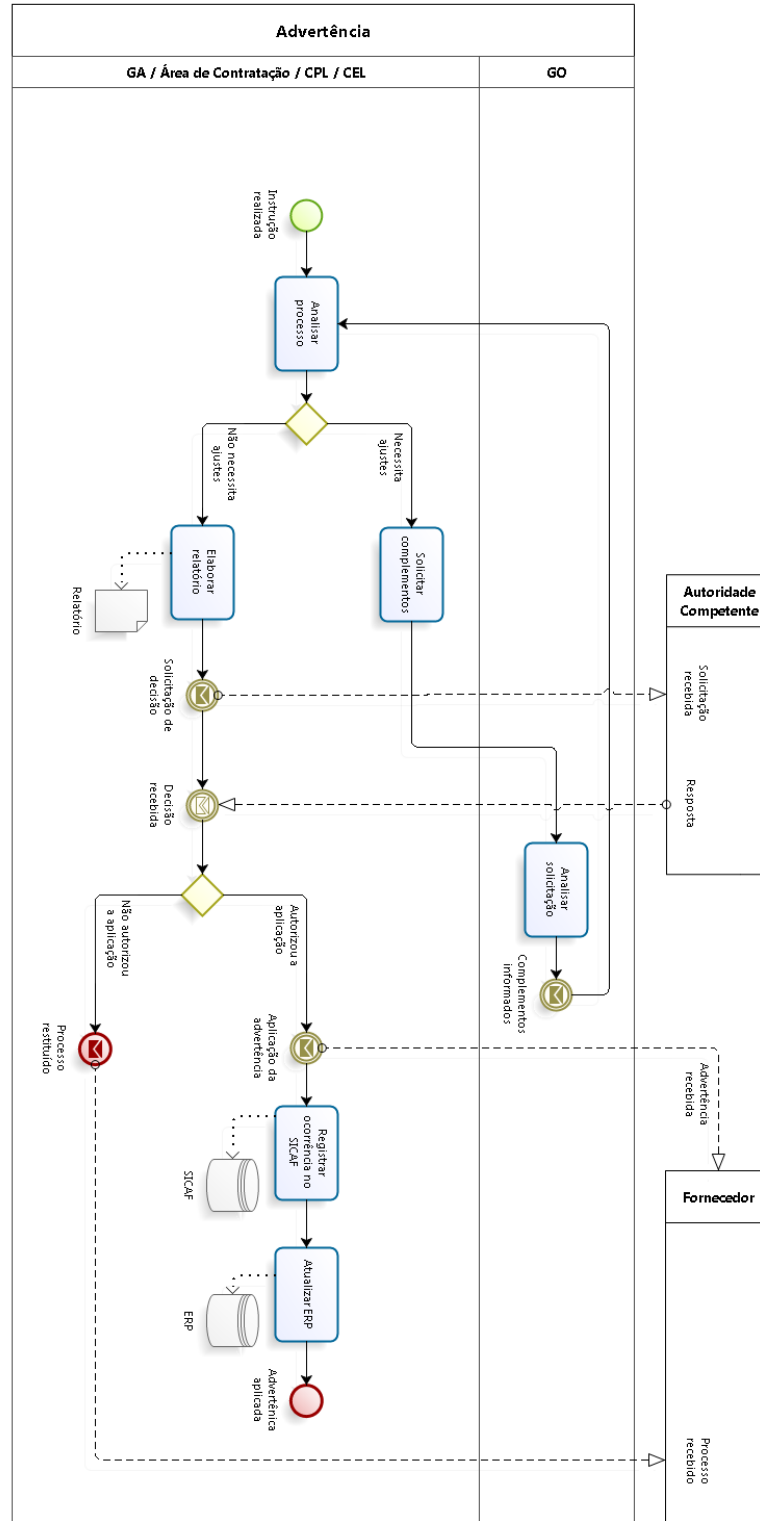 Advertência
GA / Área de Contratação / CPL / CEL
GO
Instrução
realizada
Analisar
processo
Necessita
ajustes
Não necessita
ajustes
Solicitar
complementos
Elaborar
relatório
Relatório
Autoridade
Competente
Solicitação
recebida
Solicitação de
decisão
Resposta
Decisão
recebida
Analisar
solicitação
Complementos
informados
Autorizou a
aplicação
Não autorizou
a aplicação
Aplicação da
advertência
Processo
restituído
Advertência
recebida
Registrar
ocorrência no
SICAF
SICAF
Fornecedor
Atualizar ERP
ERP
Advertênica
aplicada
Processo
recebido